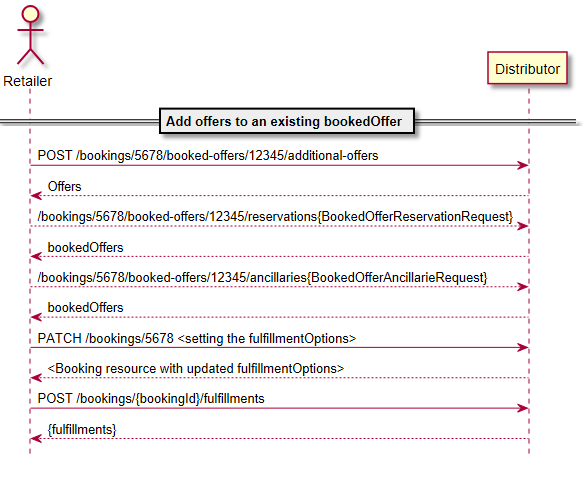 Retailer
Distributor
Add offers to an existing bookedOffer
POST /bookings/5678/booked-offers/12345/additional-offers
Offers
/bookings/5678/booked-offers/12345/reservations{BookedOfferReservationRequest}
bookedOffers
/bookings/5678/booked-offers/12345/ancillaries{BookedOfferAncillarieRequest}
bookedOffers
PATCH /bookings/5678 <setting the fulfillmentOptions>
<Booking resource with updated fulfillmentOptions>
POST /bookings/{bookingId}/fulfillments
{fulfillments}